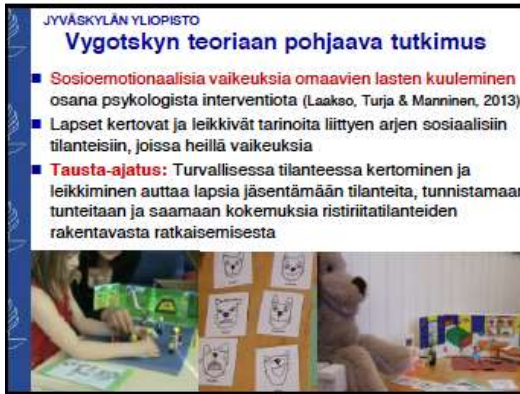 JYVÄSKYLÄN YLIOPISTO
Vygotskyn teoriaan pohjaava tutkimus
Sosioemotionaalisia vaikeuksia omaavien lasten kuuleminen
osana psykologista interventiota (Laakso, Turja & Manninen, 2013)
Lapset kertovat ja leikkivät tarinoita liittyen arjen sosiaalisiin
tilanteisiin, joissa heillä vaikeuksia
Tausta-ajatus: Turvallisessa tilanteessa kertominen ja
leikkiminen auttaa lapsia jäsentämään tilanteita, tunnistamaan
tunteitaan ja saamaan kokemuksia ristiriitatilanteiden
rakentavasta ratkaisemisesta